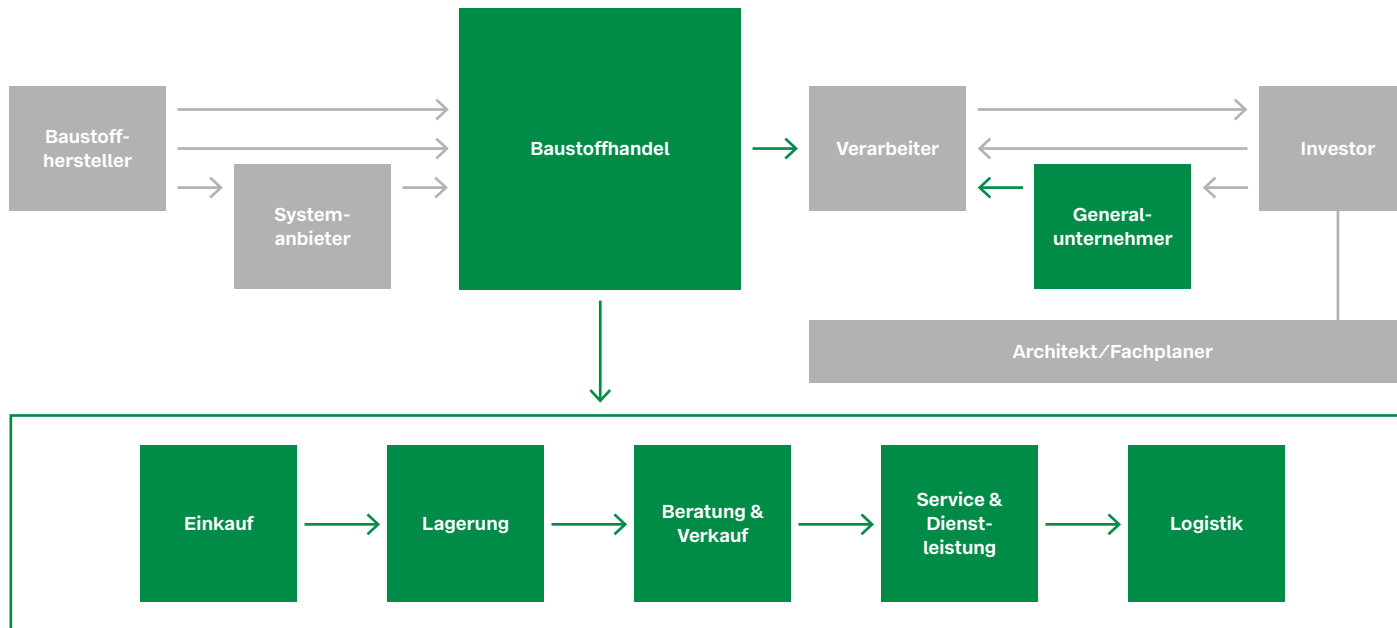 Baustoff-
hersteller
System-
anbieter
Baustoffhandel
Verarbeiter
General-
unternehmer
Investor
Architekt/Fachplaner
Einkauf
Lagerung
Beratung &
Verkauf
Service &
Dienst-
leistung
Logistik